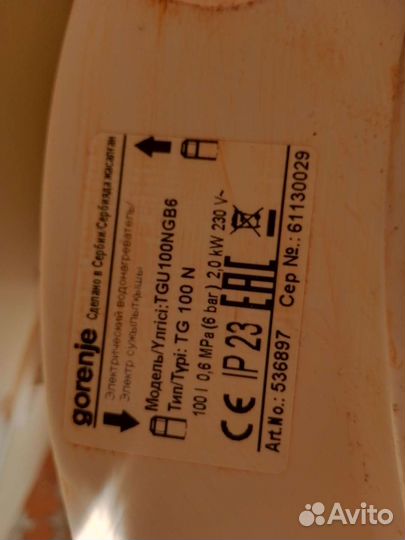 gorenje Сделано в Сербии/Сербияда жасалған
Электрический водонагреватель/
Электр сужылытқышы
Модель/Үлгісі:TGU100NGB6
Тип/Турі: TG 100 N
100 l 0,6 MPa (6 bar) 2,0 kW 230 V~
CE IP 23 EAC
Art.No.: 536897 Сер №.: 61130029
Avito